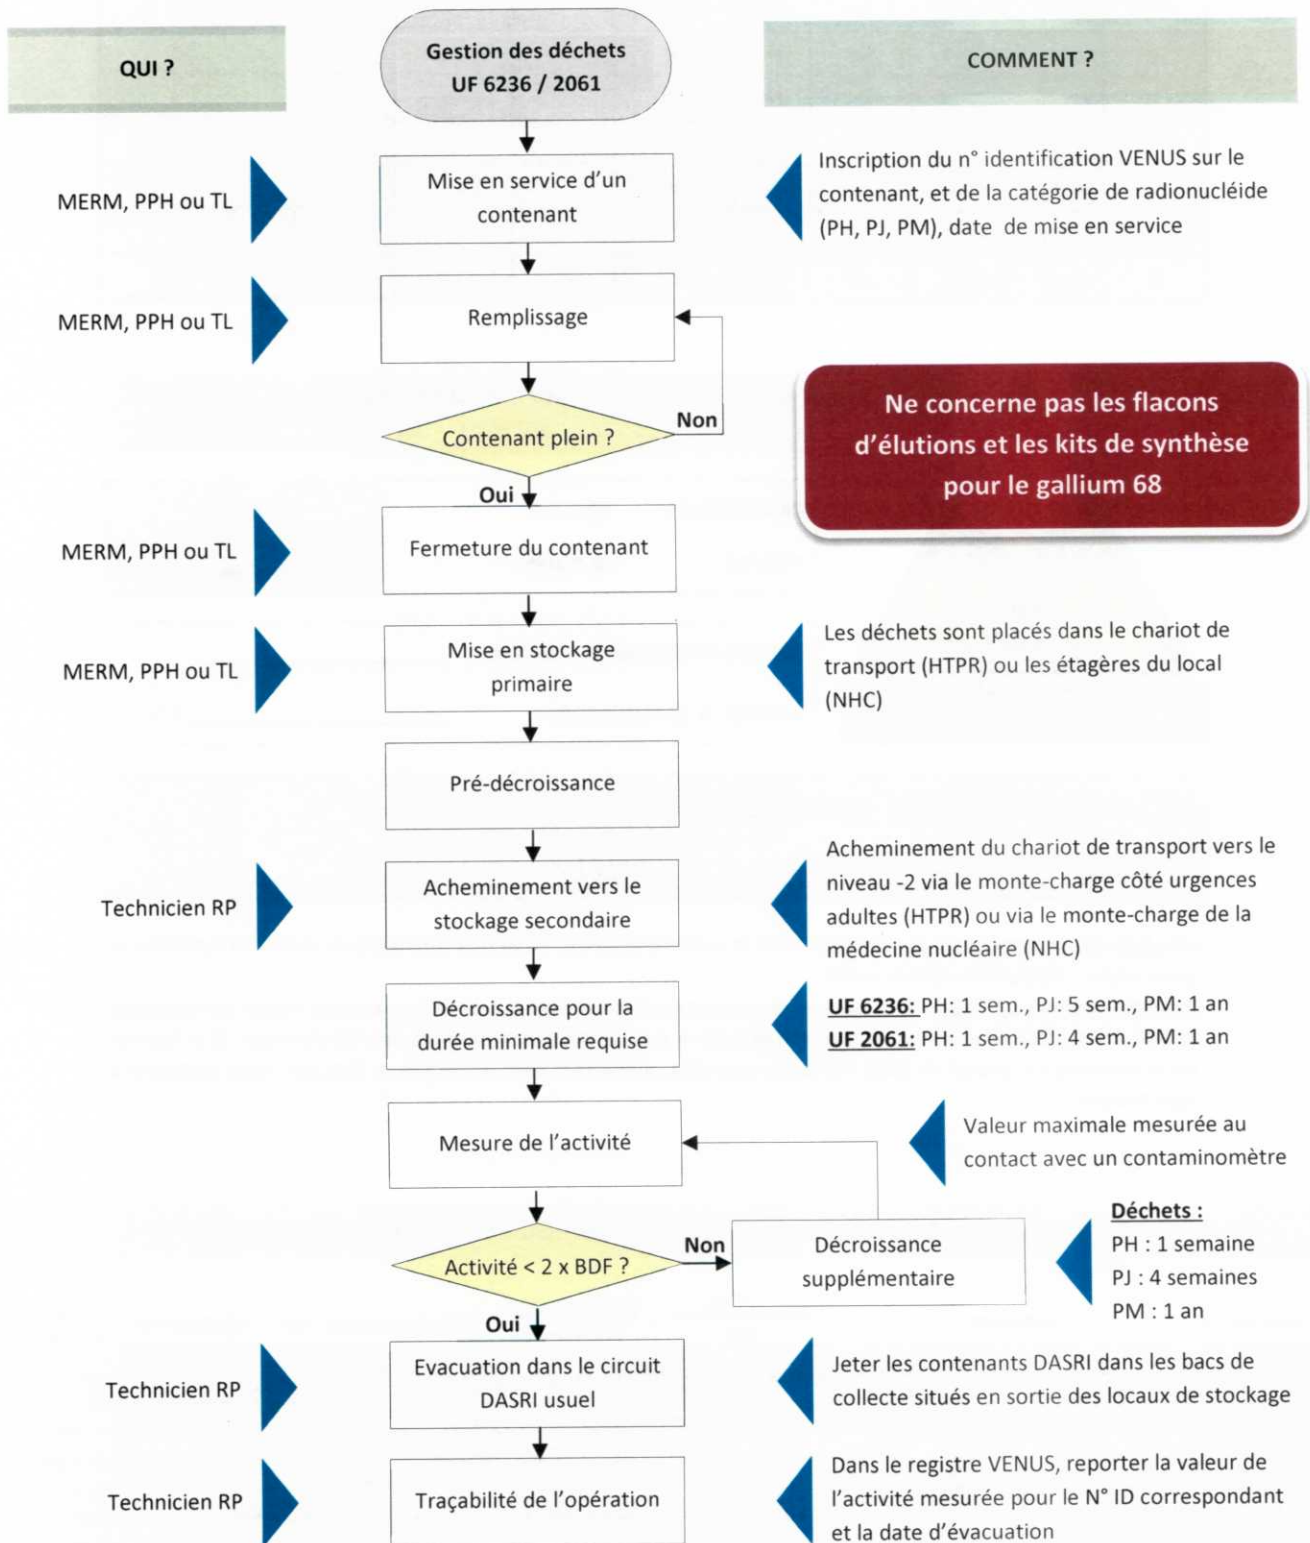 QUI ?
Gestion des déchets
UF 6236 / 2061
COMMENT ?
MERM, PPH ou TL
Mise en service d'un
contenant
Inscription du n° identification VENUS sur le
contenant, et de la catégorie de radionucléide
(PH, PJ, PM), date de mise en service
MERM, PPH ou TL
Remplissage
Ne concerne pas les flacons
d'élutions et les kits de synthèse
pour le gallium 68
Contenant plein ?
Non
Oui
MERM, PPH ou TL
Fermeture du contenant
MERM, PPH ou TL
Mise en stockage
primaire
Les déchets sont placés dans le chariot de
transport (HTPR) ou les étagères du local
(NHC)
Pré-décroissance
Technicien RP
Acheminement vers le
stockage secondaire
Acheminement du chariot de transport vers le
niveau -2 via le monte-charge côté urgences
adultes (HTPR) ou via le monte-charge de la
médecine nucléaire (NHC)
Décroissance pour la
durée minimale requise
UF 6236: PH: 1 sem., PJ: 5 sem., PM: 1 an
UF 2061: PH: 1 sem., PJ: 4 sem., PM: 1 an
Mesure de l'activité
Valeur maximale mesurée au
contact avec un contaminomètre
Activité < 2 x BDF ?
Non
Décroissance
supplémentaire
Déchets :
PH : 1 semaine
PJ : 4 semaines
PM : 1 an
Oui
Technicien RP
Evacuation dans le circuit
DASRI usuel
Jeter les contenants DASRI dans les bacs de
collecte situés en sortie des locaux de stockage
Technicien RP
Traçabilité de l'opération
Dans le registre VENUS, reporter la valeur de
l'activité mesurée pour le N° ID correspondant
et la date d'évacuation